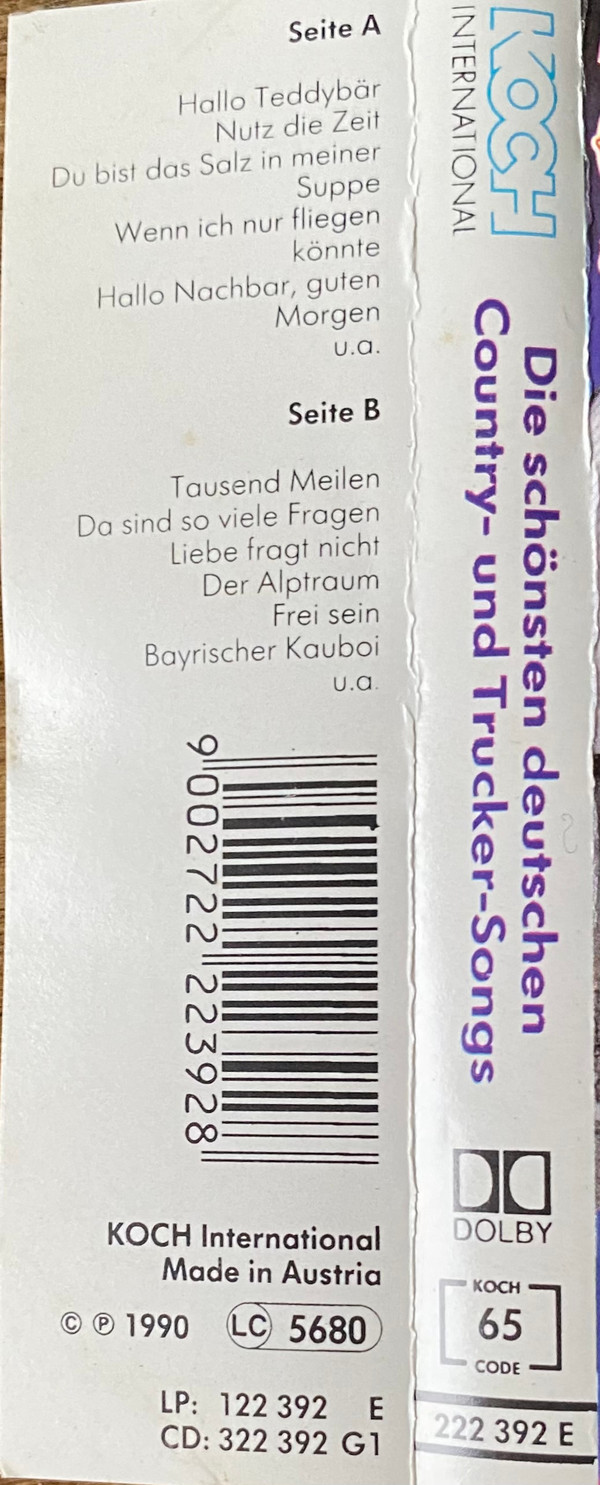 Seite A
Hallo Teddybär
Nutz die Zeit
Du bist das Salz in meiner
Suppe
Wenn ich nur fliegen
könnte
Hallo Nachbar, guten
Morgen
u.a.
Seite B
Tausend Meilen
Da sind so viele Fragen
Liebe fragt nicht
Der Alptraum
Frei sein
Bayrischer Kauboi
u.a.
9 002722 223928
KOCH International
Made in Austria
© ℗ 1990 LC 5680
LP: 122 392 E
CD: 322 392 G1
KOCH
INTERNATIONAL
Die schönsten deutschen
Country- und Trucker-Songs
DOLBY
KOCH
65
CODE
222 392 E